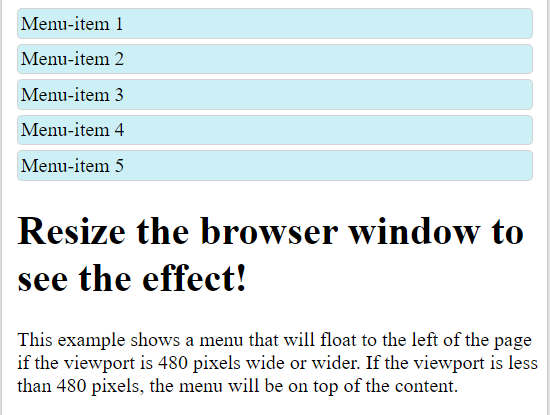 Menu-item 1
Menu-item 2
Menu-item 3
Menu-item 4
Menu-item 5
Resize the browser window to
see the effect!
This example shows a menu that will float to the left of the page
if the viewport is 480 pixels wide or wider. If the viewport is less
than 480 pixels, the menu will be on top of the content.